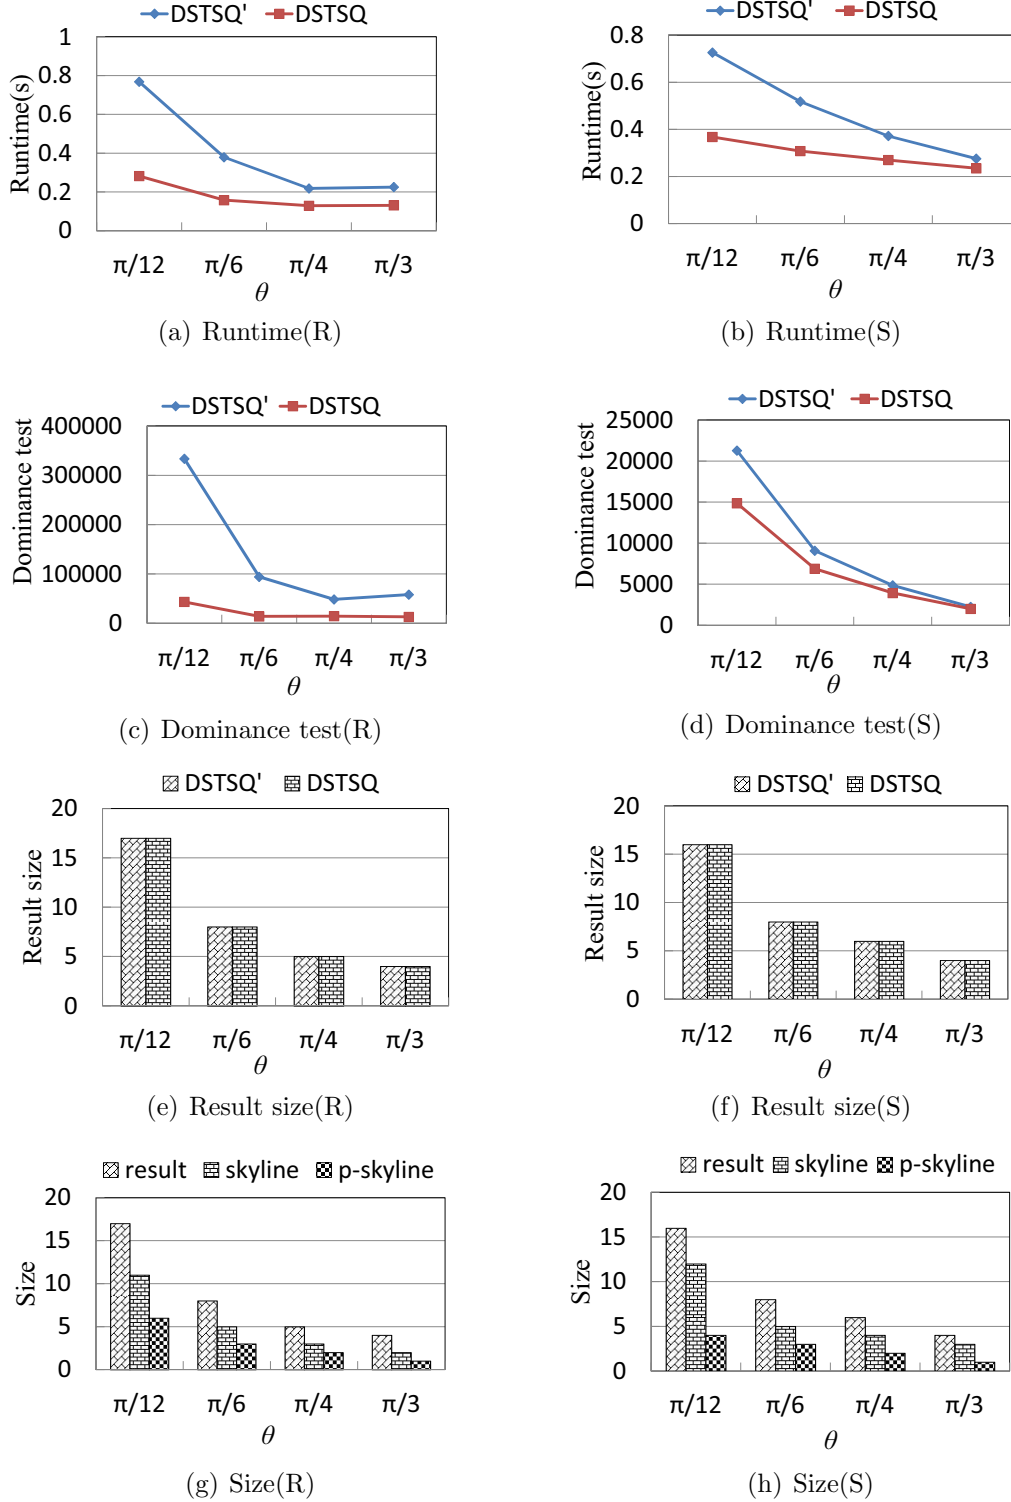 DSTSQ' DSTSQ
1
0.8
0.6
0.4
0.2
0
Runtime(s)
π/12 π/6 π/4 π/3
θ
(a) Runtime(R)
DSTSQ' DSTSQ
0.8
0.6
0.4
0.2
0
Runtime(s)
π/12 π/6 π/4 π/3
θ
(b) Runtime(S)
DSTSQ' DSTSQ
400000
300000
200000
100000
0
Dominance test
π/12 π/6 π/4 π/3
θ
(c) Dominance test(R)
DSTSQ' DSTSQ
25000
20000
15000
10000
5000
0
Dominance test
π/12 π/6 π/4 π/3
θ
(d) Dominance test(S)
DSTSQ' DSTSQ
20
15
10
5
0
Result size
π/12 π/6 π/4 π/3
θ
(e) Result size(R)
DSTSQ' DSTSQ
20
15
10
5
0
Result size
π/12 π/6 π/4 π/3
θ
(f) Result size(S)
result skyline p-skyline
20
15
10
5
0
Size
π/12 π/6 π/4 π/3
θ
(g) Size(R)
result skyline p-skyline
20
15
10
5
0
Size
π/12 π/6 π/4 π/3
θ
(h) Size(S)